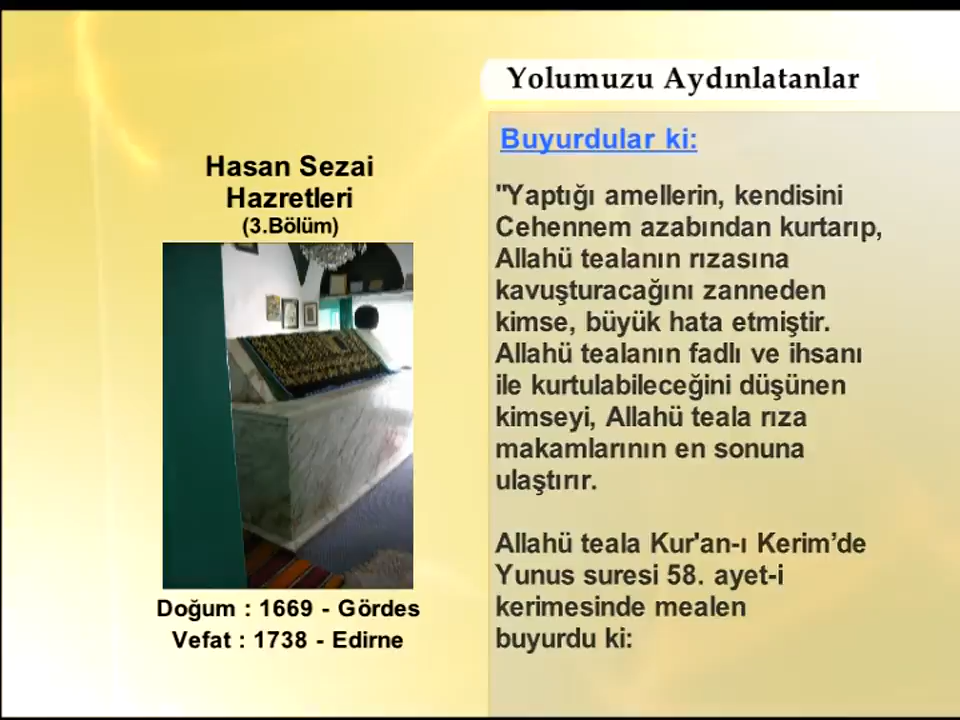 Yolumuzu Aydınlatanlar
Hasan Sezai
Hazretleri
(3.Bölüm)
Doğum : 1669 - Gördes
Vefat : 1738 - Edirne
Buyurdular ki:
"Yaptığı amellerin, kendisini
Cehennem azabından kurtarıp,
Allahü tealanın rızasına
kavuşturacağını zanneden
kimse, büyük hata etmiştir.
Allahü tealanın fadlı ve ihsanı
ile kurtulabileceğini düşünen
kimseyi, Allahü teala rıza
makamlarının en sonuna
ulaştırır.
Allahü teala Kur'an-ı Kerim’de
Yunus suresi 58. ayet-i
kerimesinde mealen
buyurdu ki: